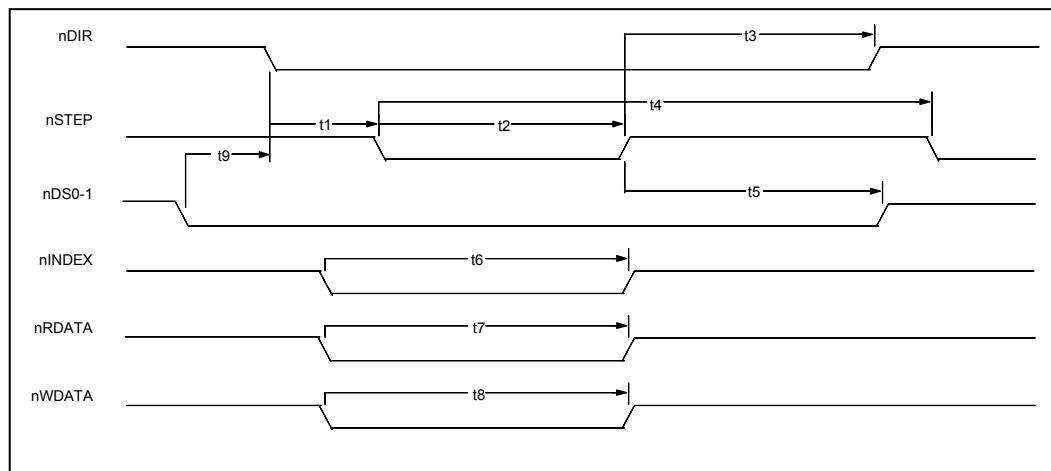 nDIR
t3
nSTEP
t4
t1
t2
t9
nDS0-1
t5
nINDEX
t6
nRDATA
t7
nWDATA
t8